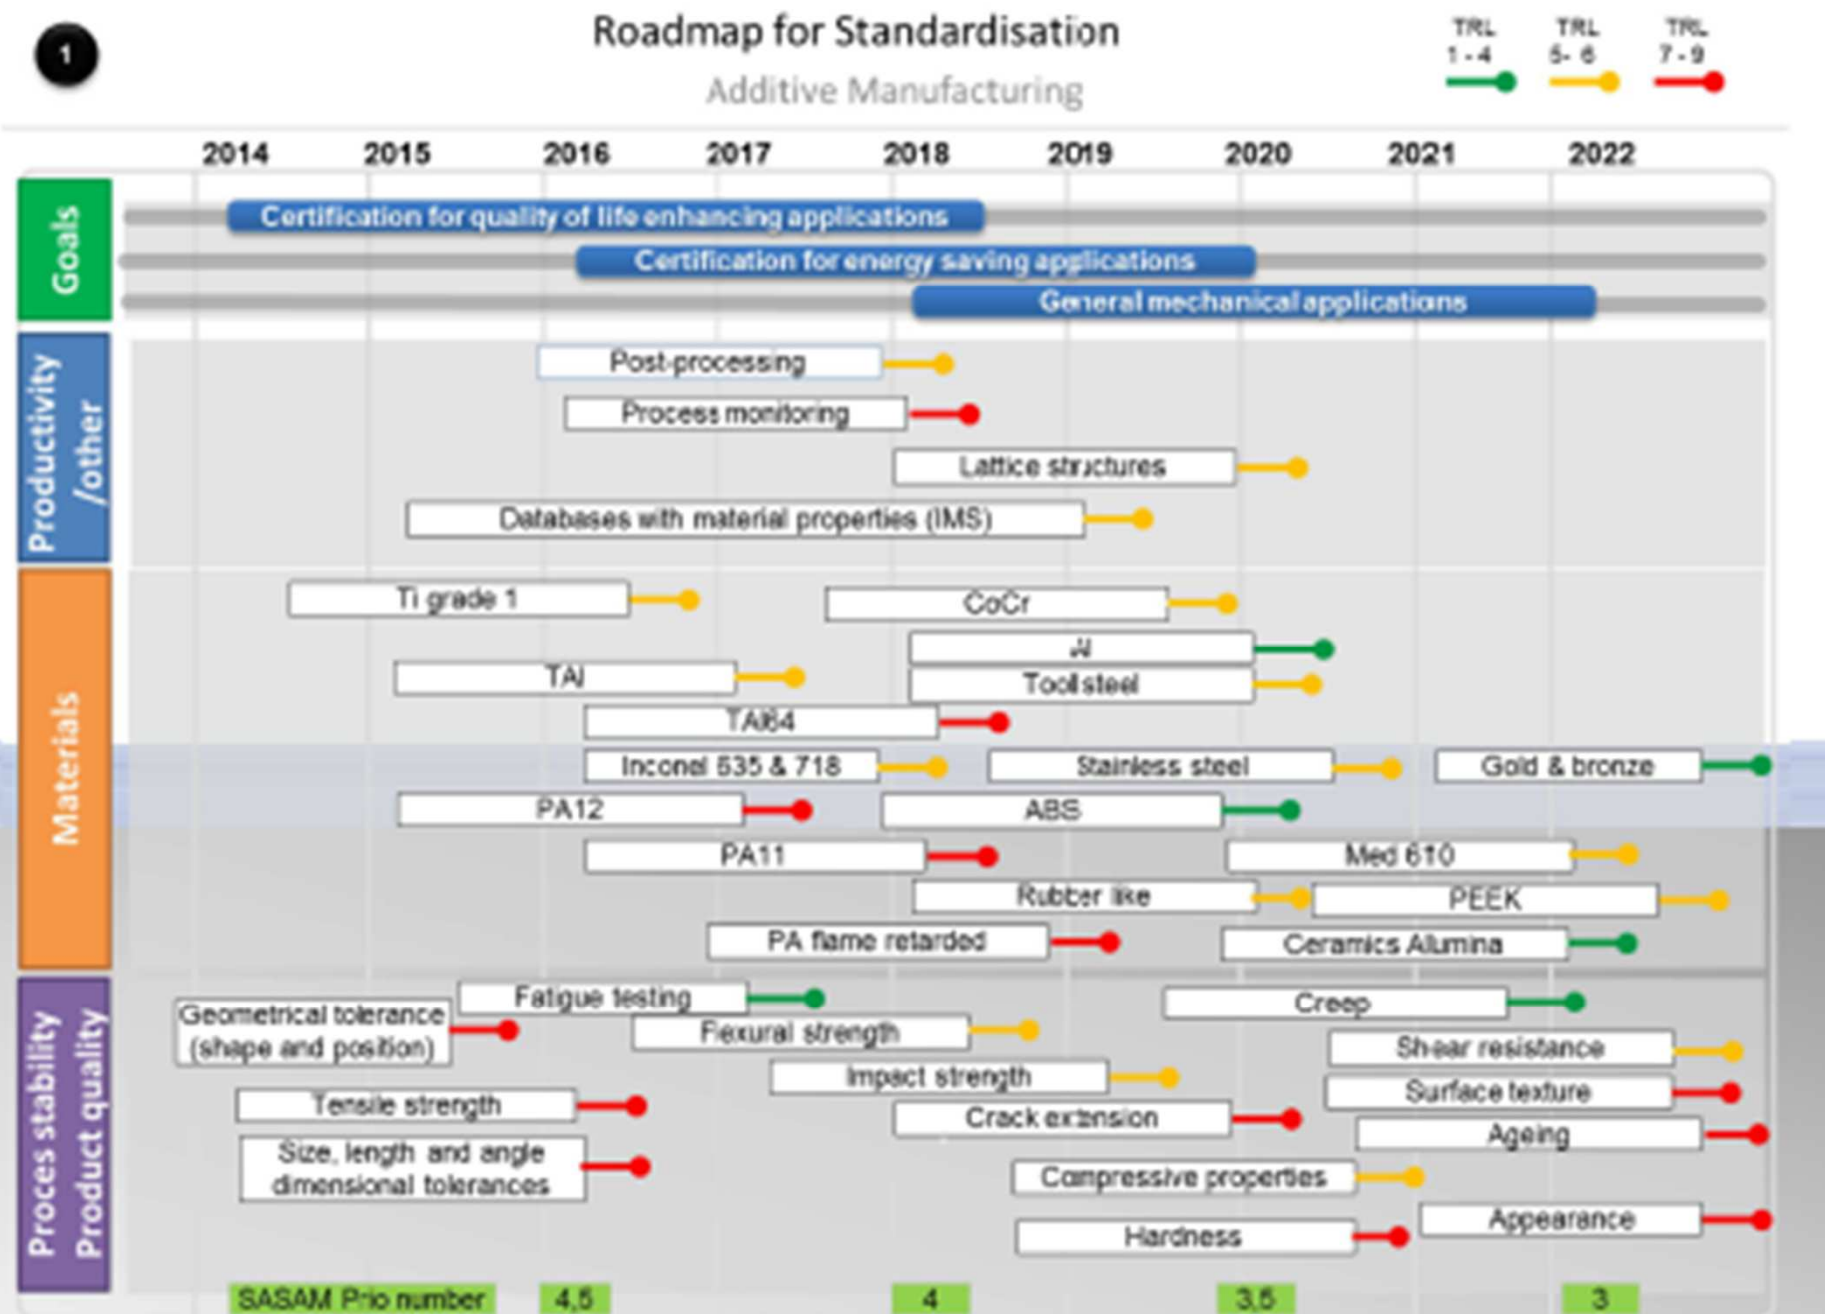 1
Roadmap for Standardisation
Additive Manufacturing
TRL
1 - 4
TRL
5- 6
TRL
7 - 9
2014 2015 2016 2017 2018 2019 2020 2021 2022
Goals
Certification for quality of life enhancing applications
Certification for energy saving applications
General mechanical applications
Productivity
/other
Post-processing
Process monitoring
Lattice structures
Databases with material properties (IMS)
Materials
Ti grade 1
CoCr
Al
TAl
Tool steel
TAl64
Inconel 635 & 718
Stainless steel
Gold & bronze
PA12
ABS
PA11
Med 610
Rubber like
PEEK
PA flame retarded
Ceramics Alumina
Proces stability
Product quality
Fatigue testing
Creep
Geometrical tolerance
(shape and position)
Flexural strength
Shear resistance
Impact strength
Tensile strength
Surface texture
Crack extension
Ageing
Size, length and angle
dimensional tolerances
Compressive properties
Appearance
Hardness
SASAM Prio number 4,5 4 3,5 3